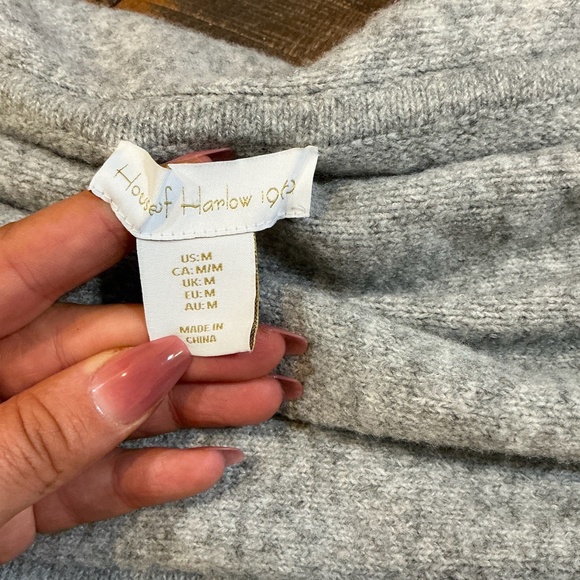 House of Harlow 1960
US: M
CA: M/M
UK: M
EU: M
AU: M
MADE IN
CHINA